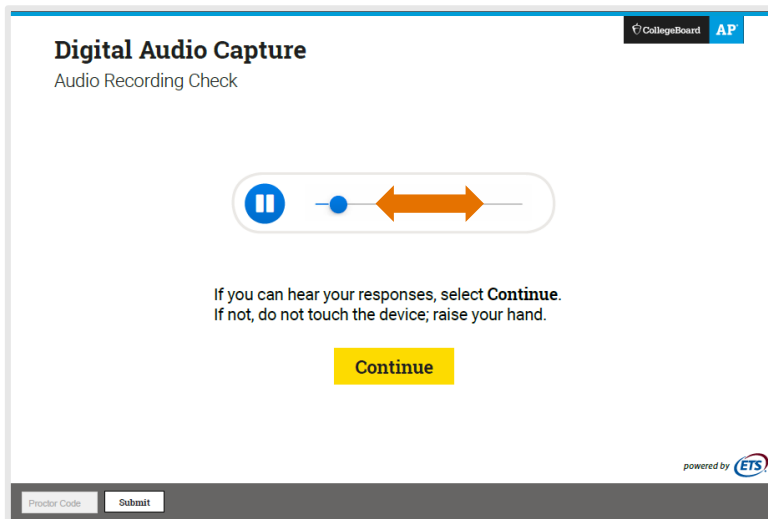 CollegeBoard AP
Digital Audio Capture
Audio Recording Check
If you can hear your responses, select Continue.
If not, do not touch the device; raise your hand.
Continue
powered by ETS
Proctor Code Submit